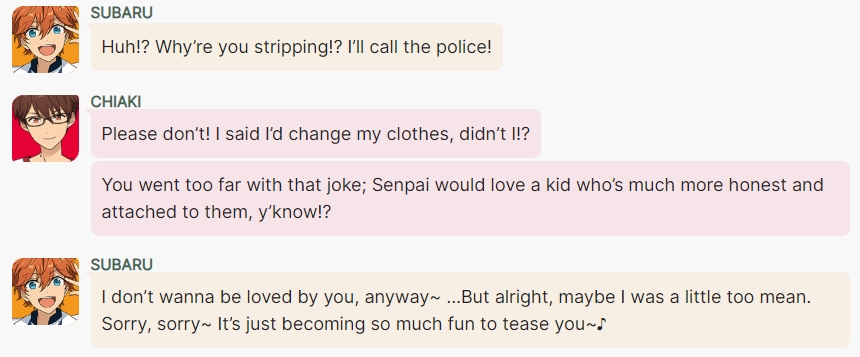 SUBARU
Huh!? Why're you stripping!? I'll call the police!
CHIAKI
Please don't! I said I'd change my clothes, didn't I!?
You went too far with that joke; Senpai would love a kid who's much more honest and
attached to them, y'know!?
SUBARU
I don't wanna be loved by you, anyway~ ...But alright, maybe I was a little too mean.
Sorry, sorry~ It's just becoming so much fun to tease you~♪